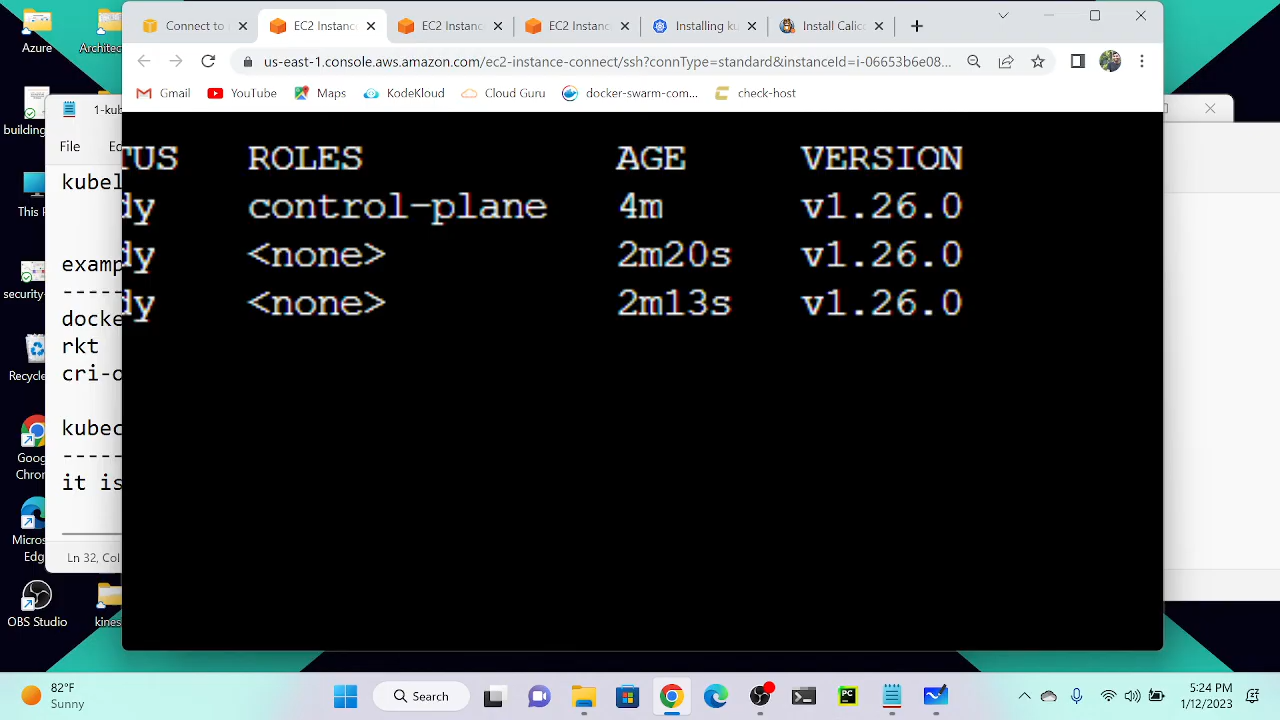 Azure
Architec
Connect to
EC2 Instanc
EC2 Instanc
EC2 Instanc
Installing ku
Install Calico
us-east-1.console.aws.amazon.com/ec2-instance-connect/ssh?connType=standard&instanceId=i-06653b6e08...
Gmail
YouTube
Maps
KodeKloud
Cloud Guru
docker-swarm-com...
check-host
building
1-kub
File
Ed
kubel
This P
examp
-----
security-
docke
rkt
Recycle
cri-o
kubec
-----
Goog
Chron
it is
Micros
Edg
Ln 32, Col
OBS Studio
kines
TUS ROLES AGE VERSION
dy control-plane 4m v1.26.0
dy <none> 2m20s v1.26.0
dy <none> 2m13s v1.26.0
82°F
Sunny
Search
PC
5:24 PM
1/12/2023